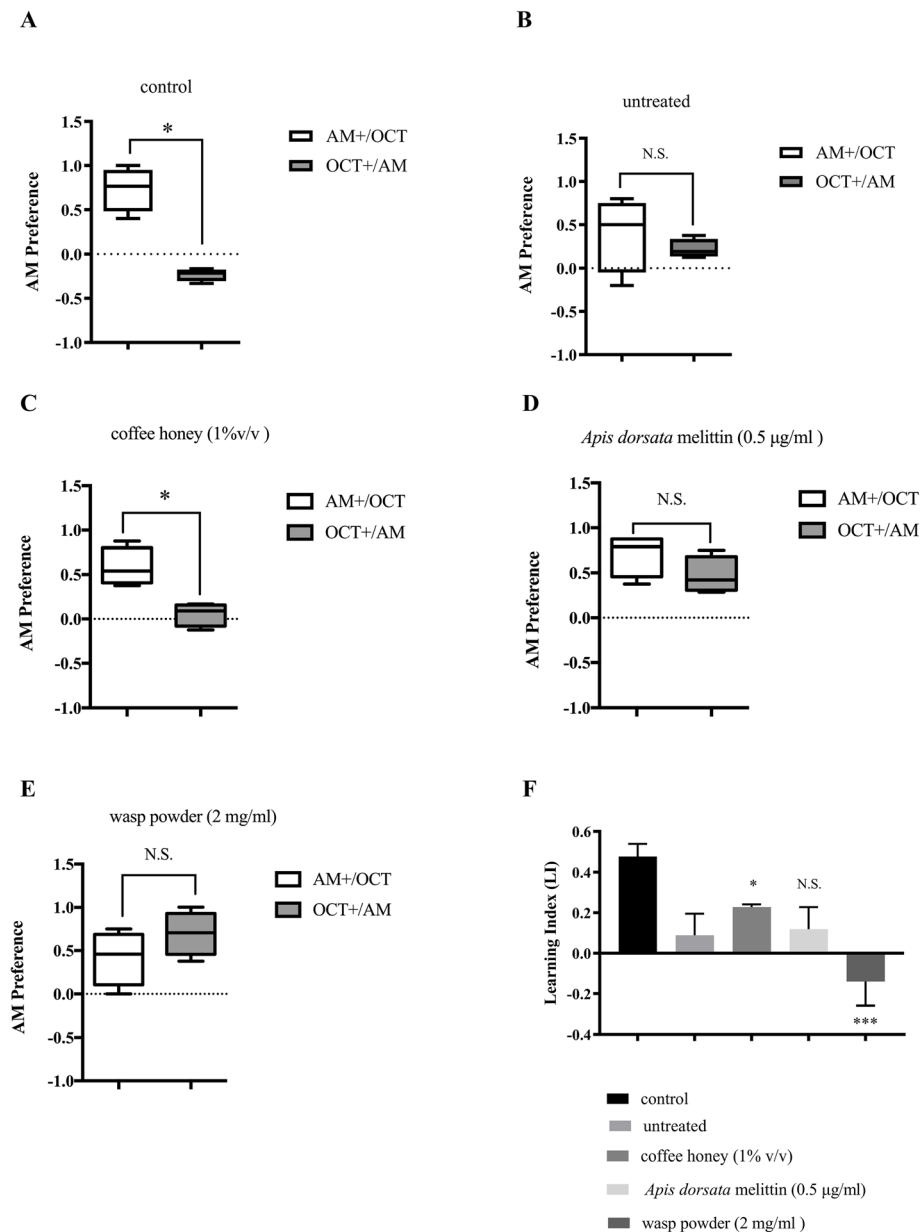 A
control
1.5
1.0
0.5
0.0
-0.5
-1.0
AM Preference
*
AM+/OCT
OCT+/AM
B
untreated
1.5
1.0
0.5
0.0
-0.5
-1.0
AM Preference
N.S.
AM+/OCT
OCT+/AM
C
coffee honey (1%v/v )
1.5
1.0
0.5
0.0
-0.5
-1.0
AM Preference
*
AM+/OCT
OCT+/AM
D
Apis dorsata melittin (0.5 µg/ml )
1.5
1.0
0.5
0.0
-0.5
-1.0
AM Preference
N.S.
AM+/OCT
OCT+/AM
E
wasp powder (2 mg/ml)
1.5
1.0
0.5
0.0
-0.5
-1.0
AM Preference
N.S.
AM+/OCT
OCT+/AM
F
0.6
0.4
0.2
0.0
-0.2
-0.4
Learning Index (LI)
*
N.S.
***
control
untreated
coffee honey (1% v/v)
Apis dorsata melittin (0.5 µg/ml)
wasp powder (2 mg/ml )